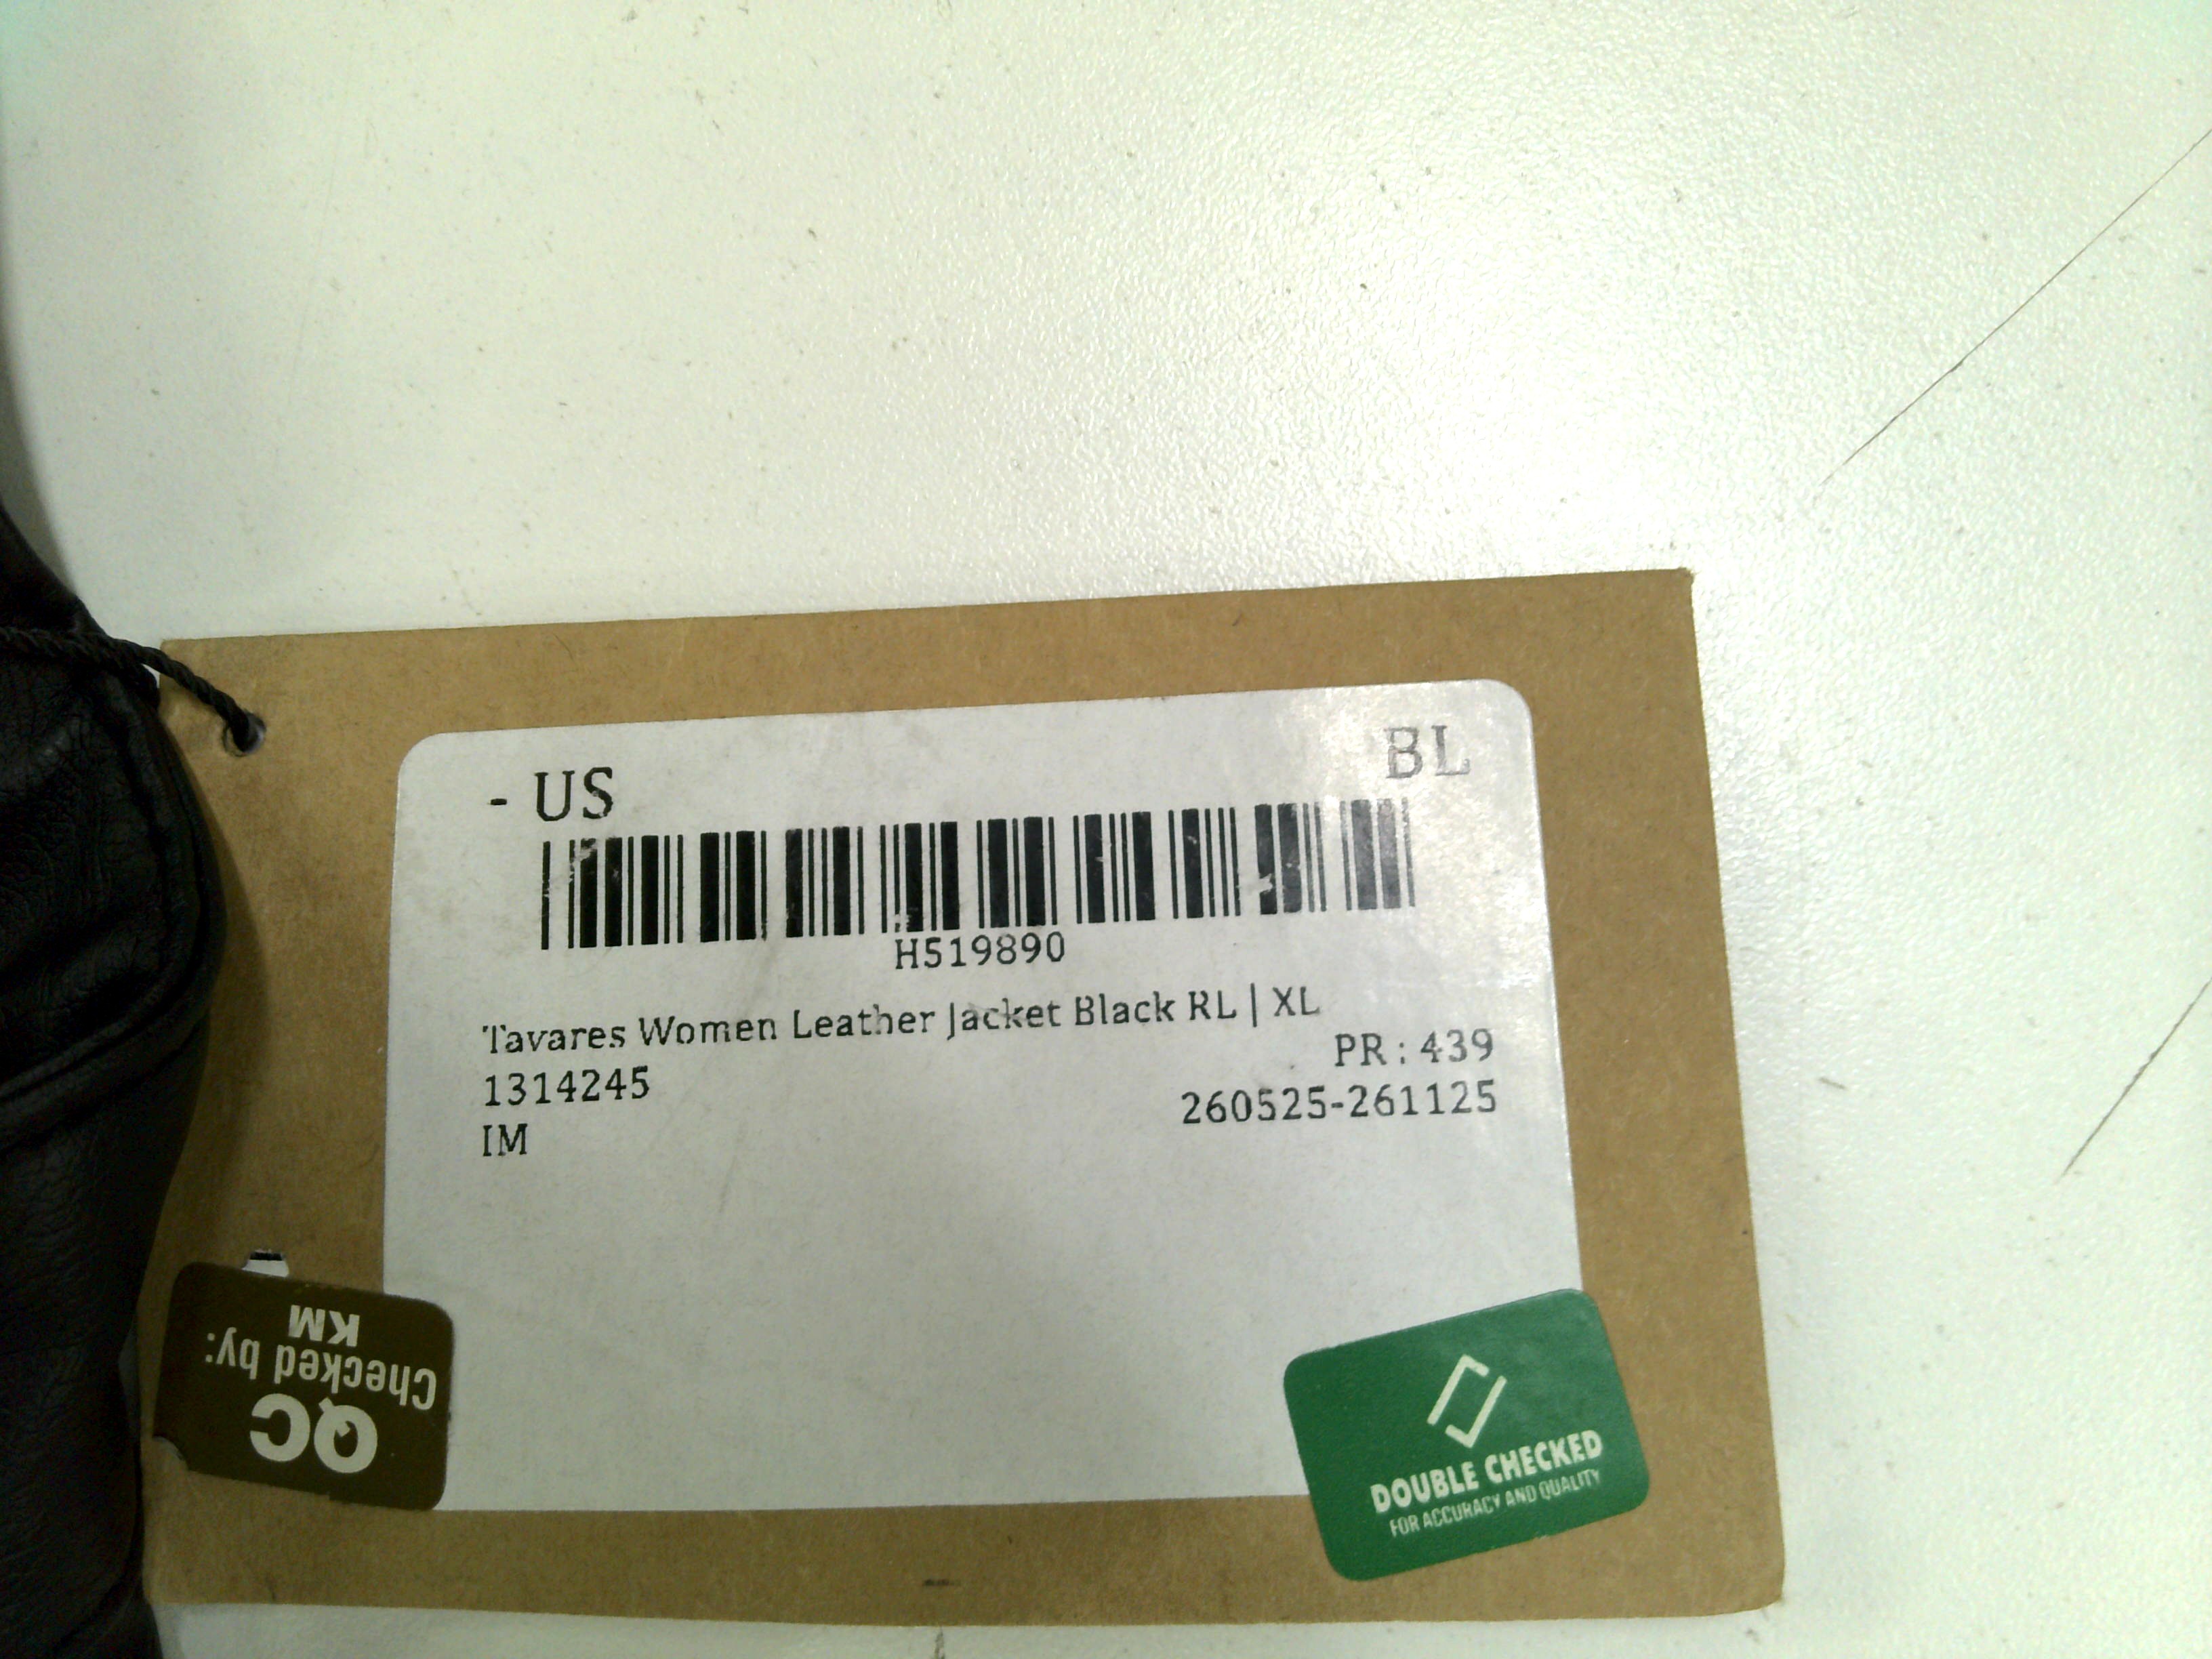 - US
BL
H519890
Tavares Women Leather Jacket Black RL | XL
PR : 439
1314245
260525-261125
IM
QC
Checked by:
KM
DOUBLE CHECKED
FOR ACCURACY AND QUALITY